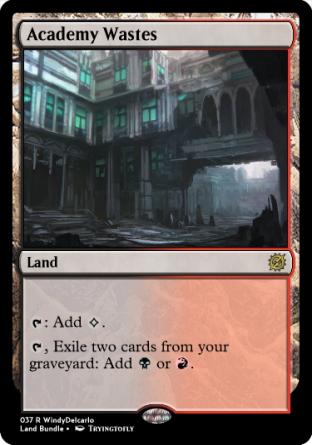 Academy Wastes
Land
: Add .
, Exile two cards from your
graveyard: Add or .
037 R WindyDelcarlo
Land Bundle • TRYINGTOFLY